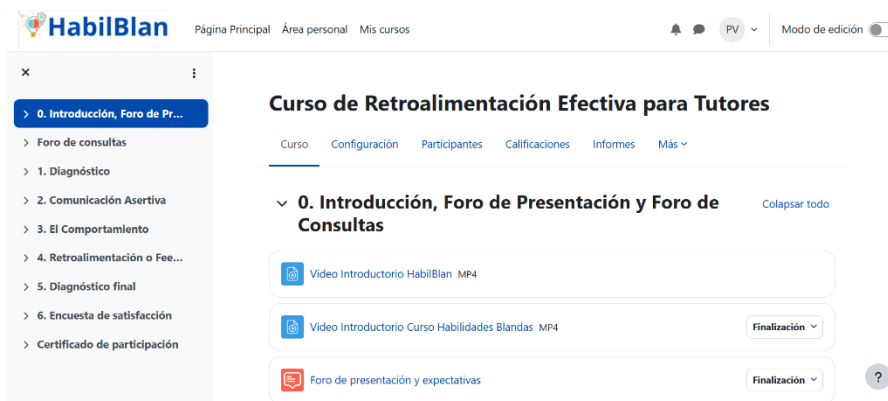 HabilBlan
Página Principal Área personal Mis cursos
PV
Modo de edición
0. Introducción, Foro de Pr...
Foro de consultas
1. Diagnóstico
2. Comunicación Asertiva
3. El Comportamiento
4. Retroalimentación o Fee...
5. Diagnóstico final
6. Encuesta de satisfacción
Certificado de participación
Curso de Retroalimentación Efectiva para Tutores
Curso Configuración Participantes Calificaciones Informes Más
0. Introducción, Foro de Presentación y Foro de
Consultas
Colapsar todo
Video Introductorio HabilBlan MP4
Video Introductorio Curso Habilidades Blandas MP4
Finalización
Foro de presentación y expectativas
Finalización
?